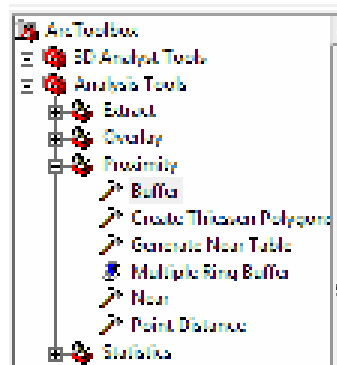 ArcToolbox
3D Analyst Tools
Analysis Tools
Extract
Overlay
Proximity
Buffer
Create Thiessen Polygons
Generate Near Table
Multiple Ring Buffer
Near
Point Distance
Statistics